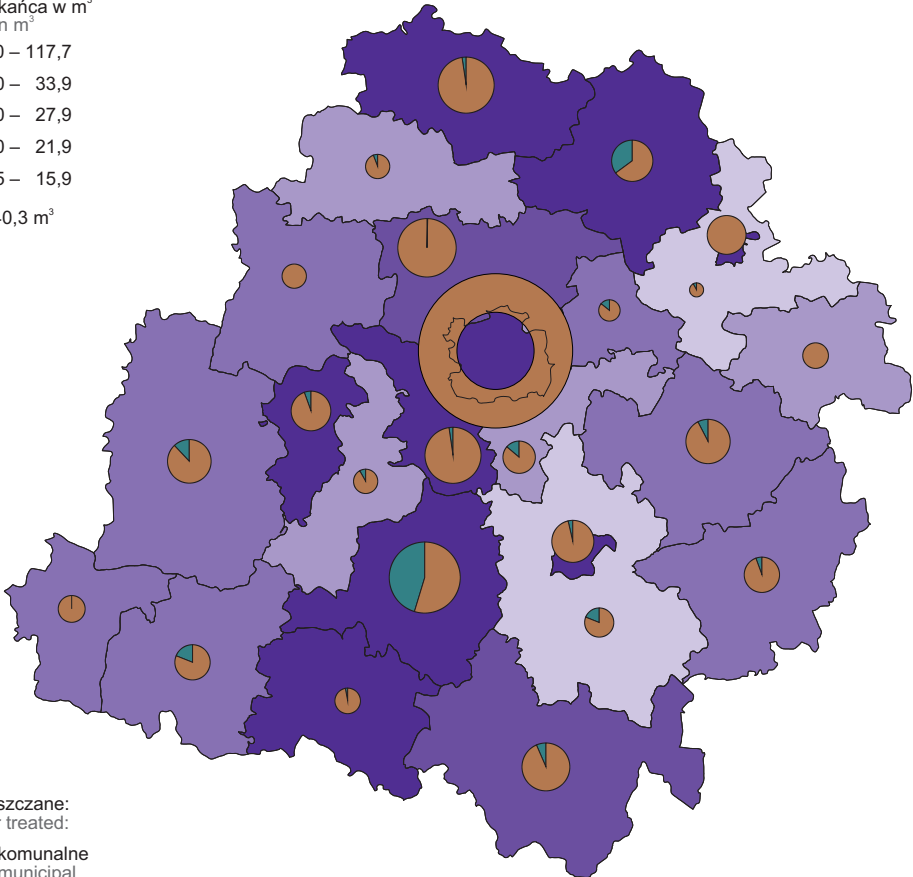 kańca w m³
n m³
0 – 117,7
0 – 33,9
0 – 27,9
0 – 21,9
5 – 15,9
40,3 m³
szczane:
r treated:
komunalne
municipal